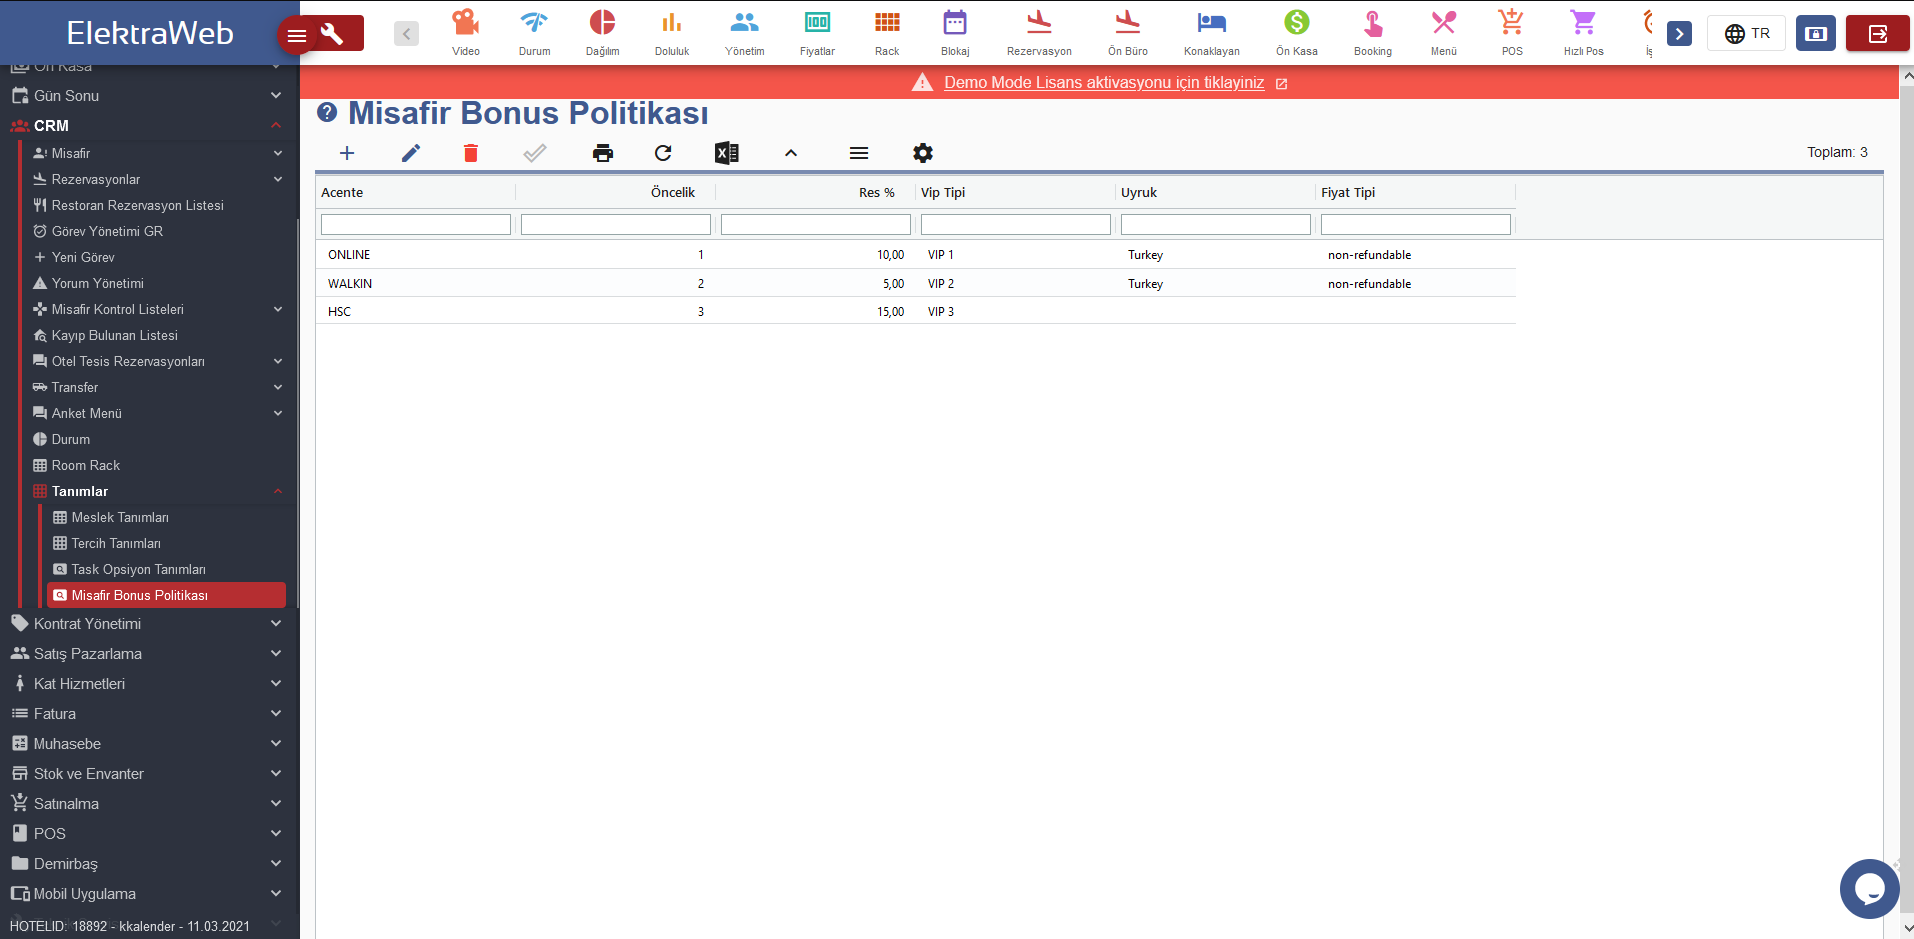 ElektraWeb
Video
Durum
Dağılım
Doluluk
Yönetim
Fiyatlar
Rack
Blokaj
Rezervasyon
Ön Büro
Konaklayan
Ön Kasa
Booking
Menü
POS
Hızlı Pos
TR
Demo Mode Lisans aktivasyonu için tiklayiniz
Ön Kasa
Gün Sonu
CRM
Misafir
Rezervasyonlar
Restoran Rezervasyon Listesi
Görev Yönetimi GR
Yeni Görev
Yorum Yönetimi
Misafir Kontrol Listeleri
Kayıp Bulunan Listesi
Otel Tesis Rezervasyonları
Transfer
Anket Menü
Durum
Room Rack
Tanımlar
Meslek Tanımları
Tercih Tanımları
Task Opsiyon Tanımları
Misafir Bonus Politikası
Kontrat Yönetimi
Satış Pazarlama
Kat Hizmetleri
Fatura
Muhasebe
Stok ve Envanter
Satınalma
POS
Demirbaş
Mobil Uygulama
HOTELID: 18892 - kkalender - 11.03.2021
Misafir Bonus Politikası
Toplam: 3
Acente Öncelik Res % Vip Tipi Uyruk Fiyat Tipi
ONLINE 1 10,00 VIP 1 Turkey non-refundable
WALKIN 2 5,00 VIP 2 Turkey non-refundable
HSC 3 15,00 VIP 3